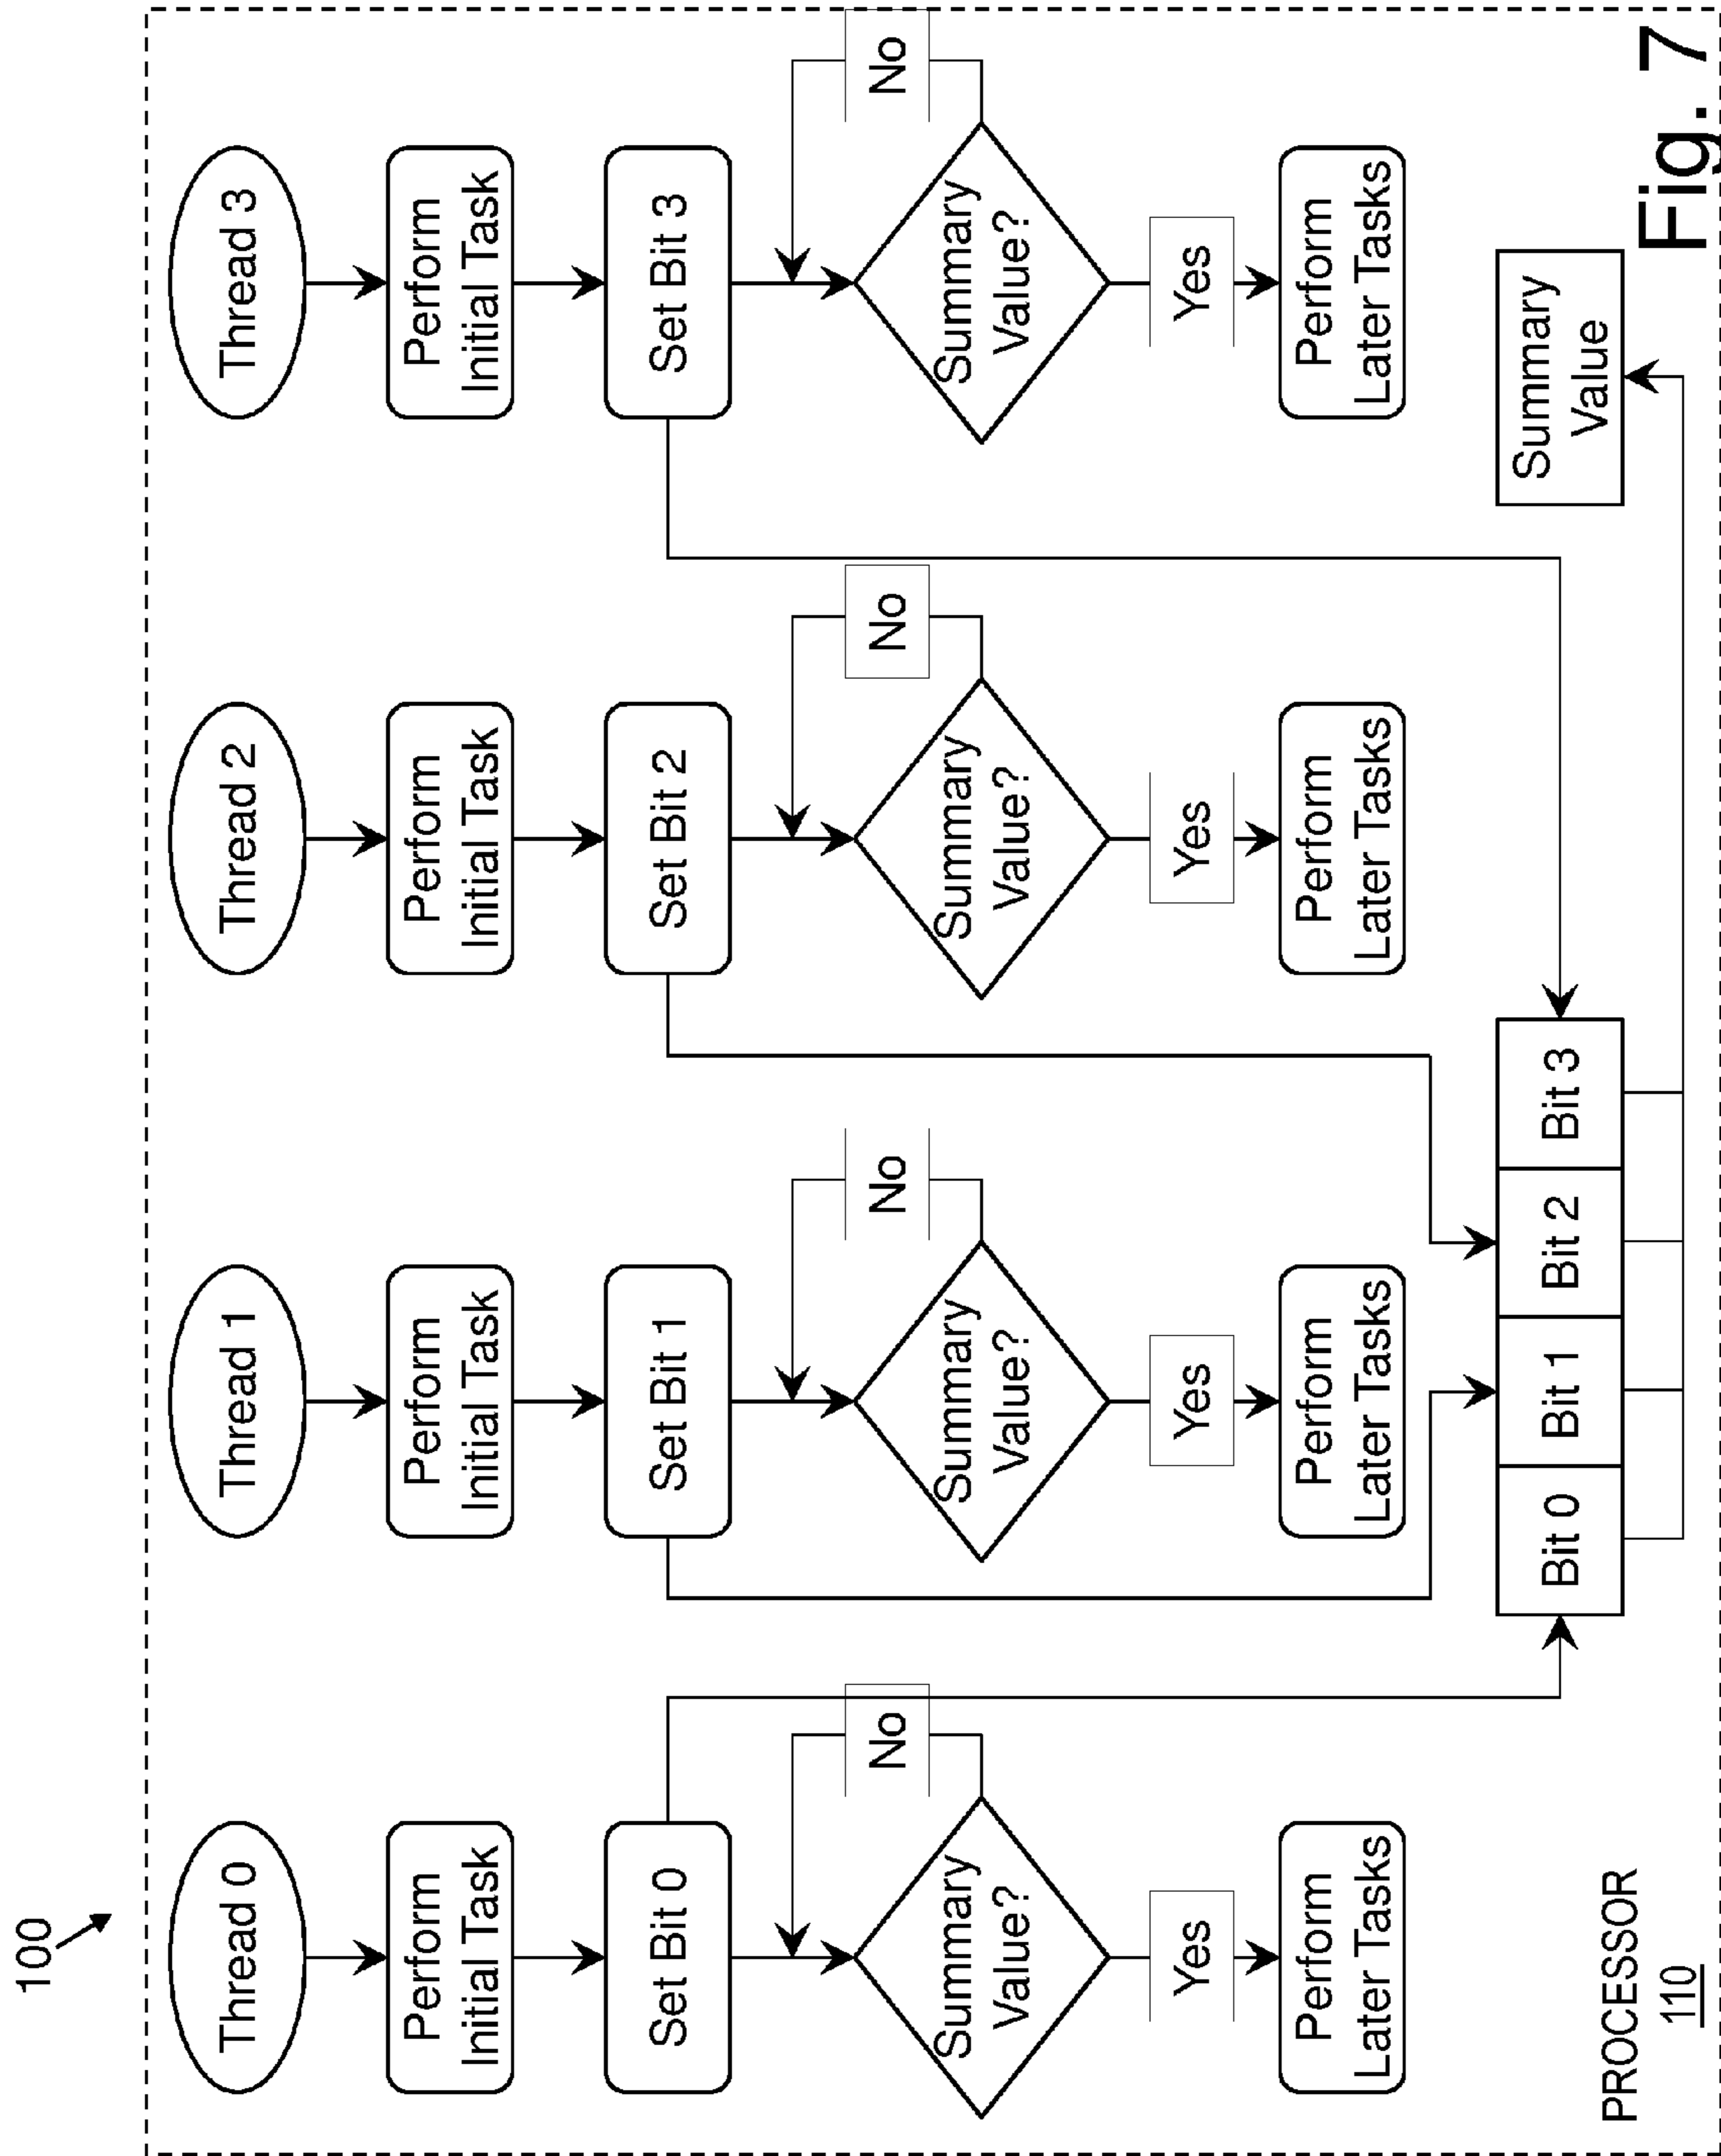 100
Thread 0
Thread 1
Thread 2
Thread 3
Perform
Initial Task
Perform
Initial Task
Perform
Initial Task
Perform
Initial Task
Set Bit 0
Set Bit 1
Set Bit 2
Set Bit 3
No
No
No
No
Summary
Value?
Summary
Value?
Summary
Value?
Summary
Value?
Yes
Yes
Yes
Yes
Perform
Later Tasks
Perform
Later Tasks
Perform
Later Tasks
Perform
Later Tasks
Bit 0
Bit 1
Bit 2
Bit 3
Summary
Value
PROCESSOR
110
Fig. 7